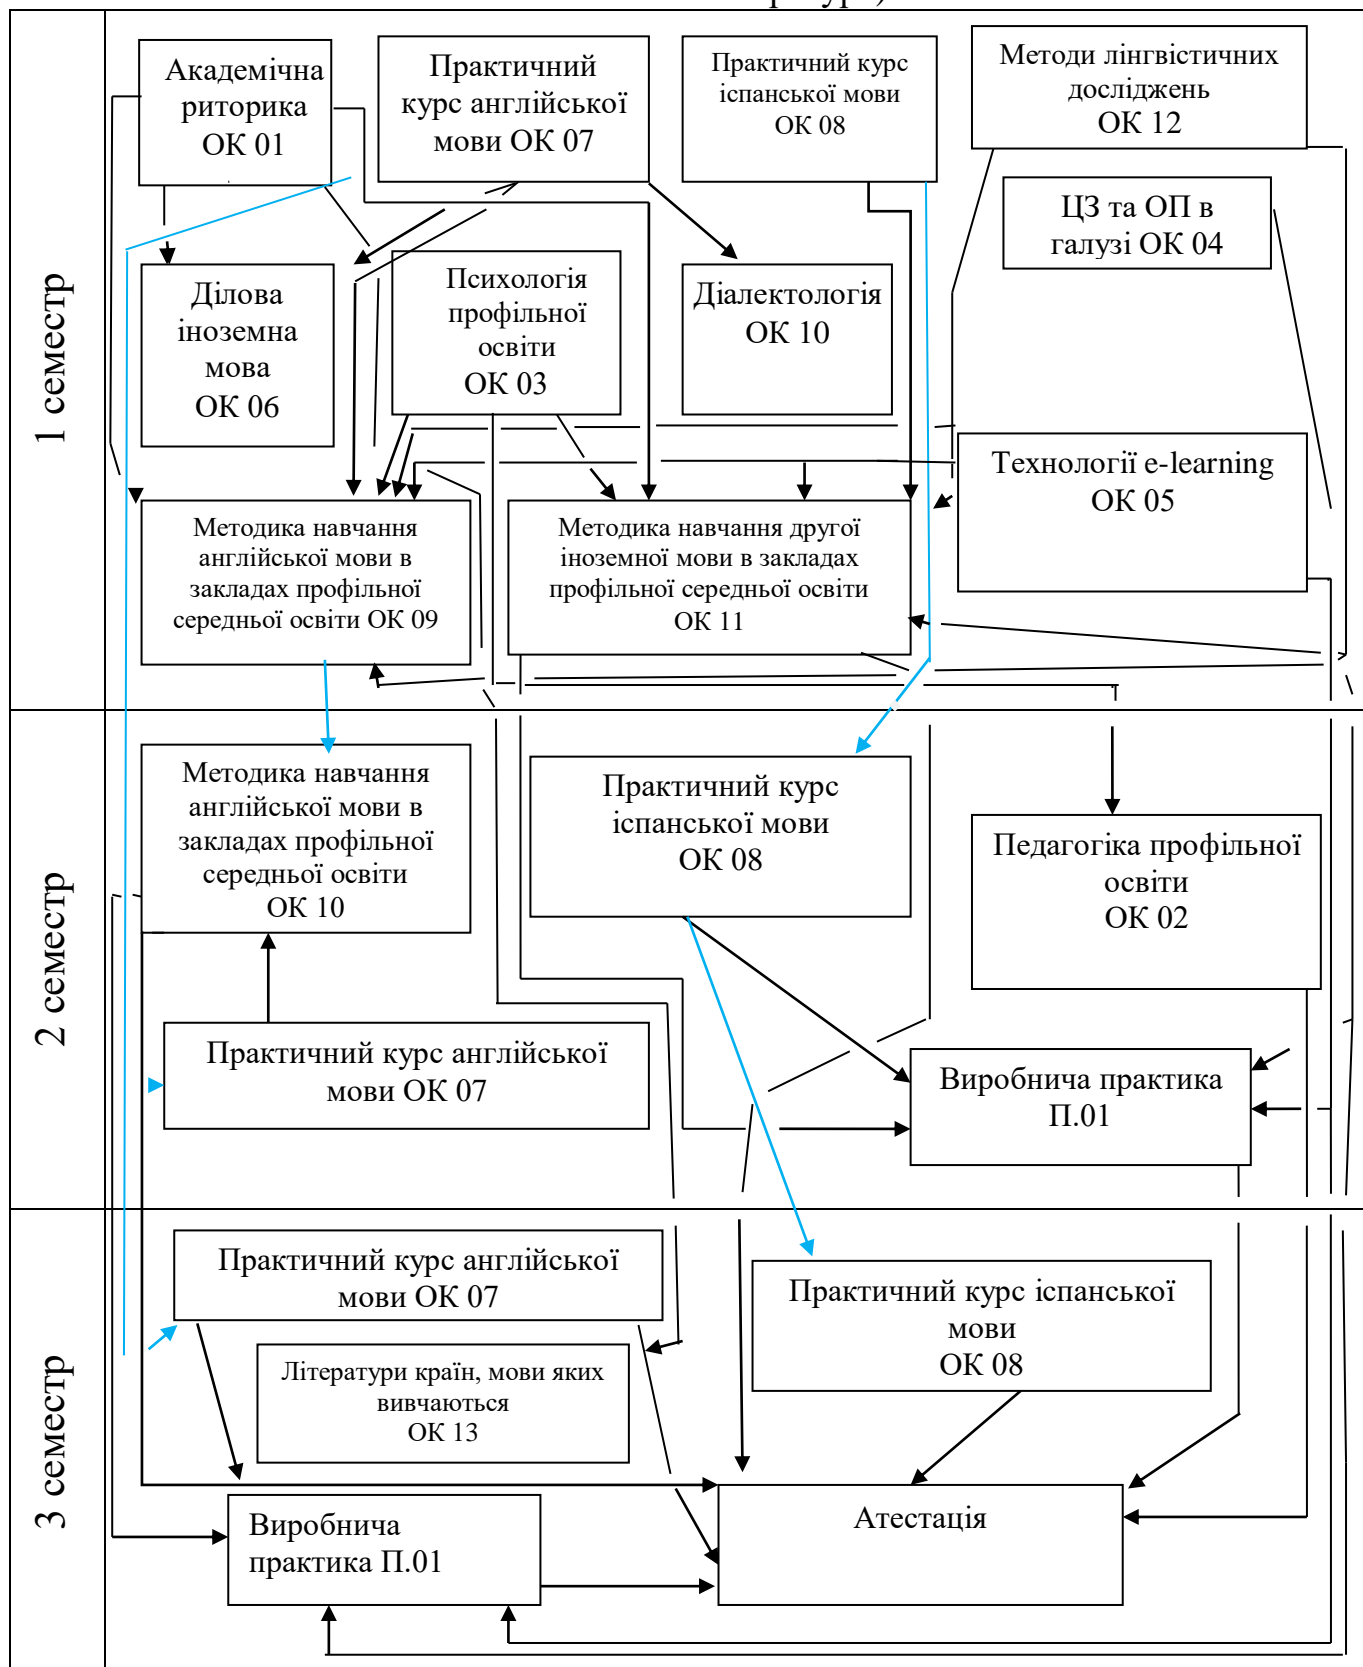 1 семестр
Академічна
риторика
ОК 01
Практичний
курс англійської
мови ОК 07
Практичний курс
іспанської мови
ОК 08
Методи лінгвістичних
досліджень
ОК 12
ЦЗ та ОП в
галузі ОК 04
Ділова
іноземна
мова
ОК 06
Психологія
профільної
освіти
ОК 03
Діалектологія
ОК 10
Технології e-learning
ОК 05
Методика навчання
англійської мови в
закладах профільної
середньої освіти ОК 09
Методика навчання другої
іноземної мови в закладах
профільної середньої освіти
ОК 11
2 семестр
Методика навчання
англійської мови в
закладах профільної
середньої освіти
ОК 10
Практичний курс
іспанської мови
ОК 08
Педагогіка профільної
освіти
ОК 02
Практичний курс англійської
мови ОК 07
Виробнича практика
П.01
3 семестр
Практичний курс англійської
мови ОК 07
Практичний курс іспанської
мови
ОК 08
Літератури країн, мови яких
вивчаються
ОК 13
Виробнича
практика П.01
Атестація